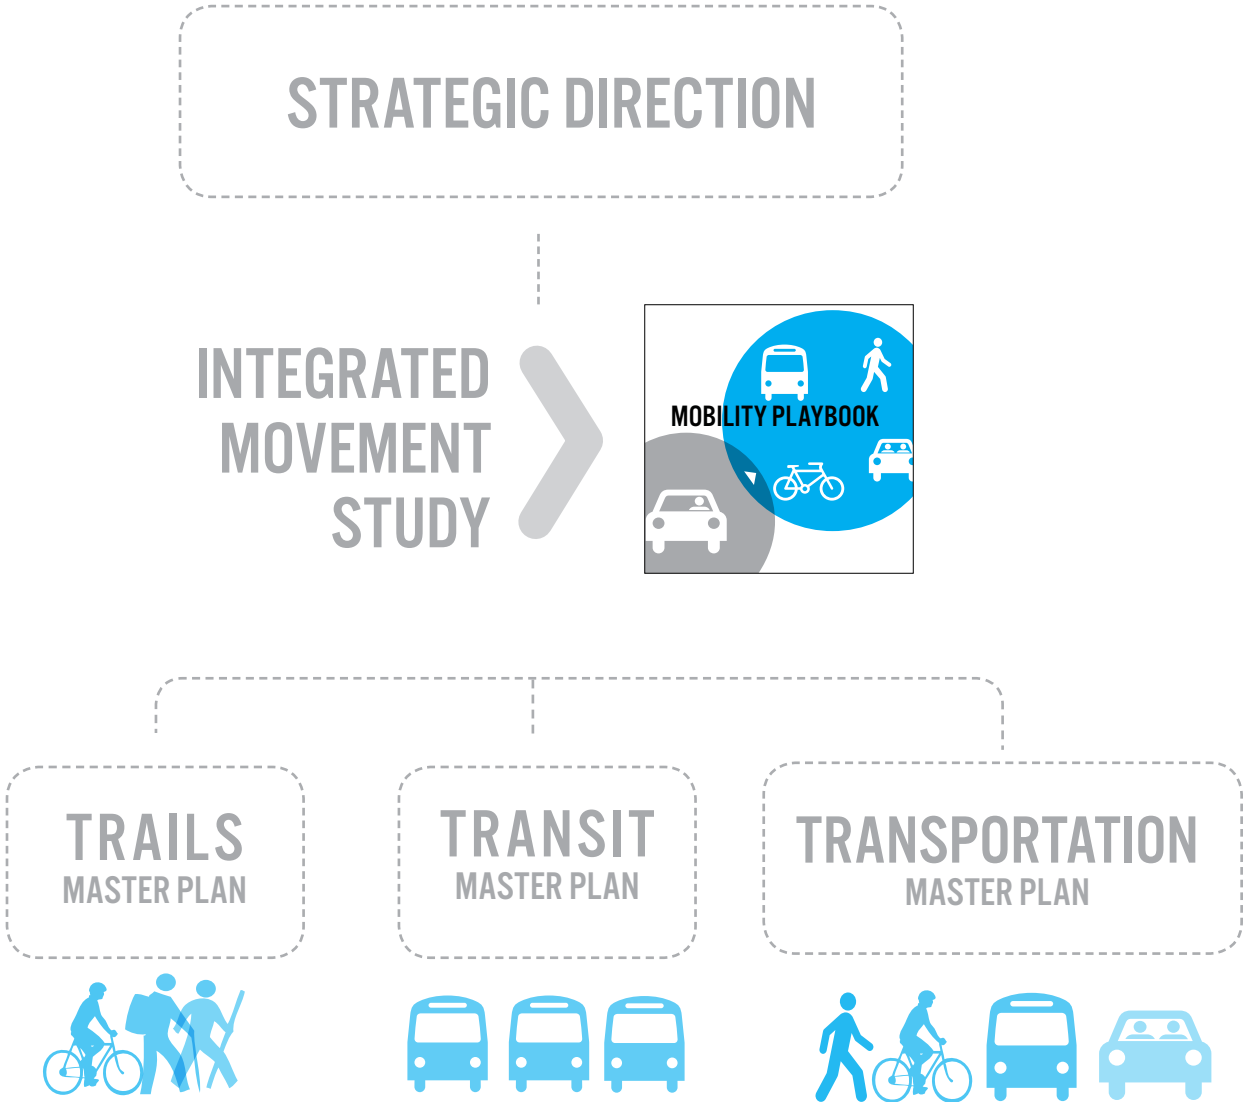 STRATEGIC DIRECTION
INTEGRATED
MOVEMENT
STUDY
MOBILITY PLAYBOOK
TRAILS
MASTER PLAN
TRANSIT
MASTER PLAN
TRANSPORTATION
MASTER PLAN